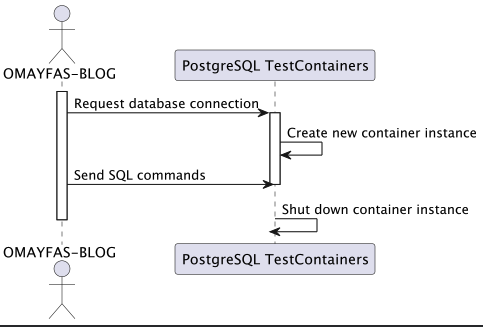 OMAYFAS-BLOG
PostgreSQL TestContainers
Request database connection
Create new container instance
Send SQL commands
Shut down container instance
OMAYFAS-BLOG
PostgreSQL TestContainers